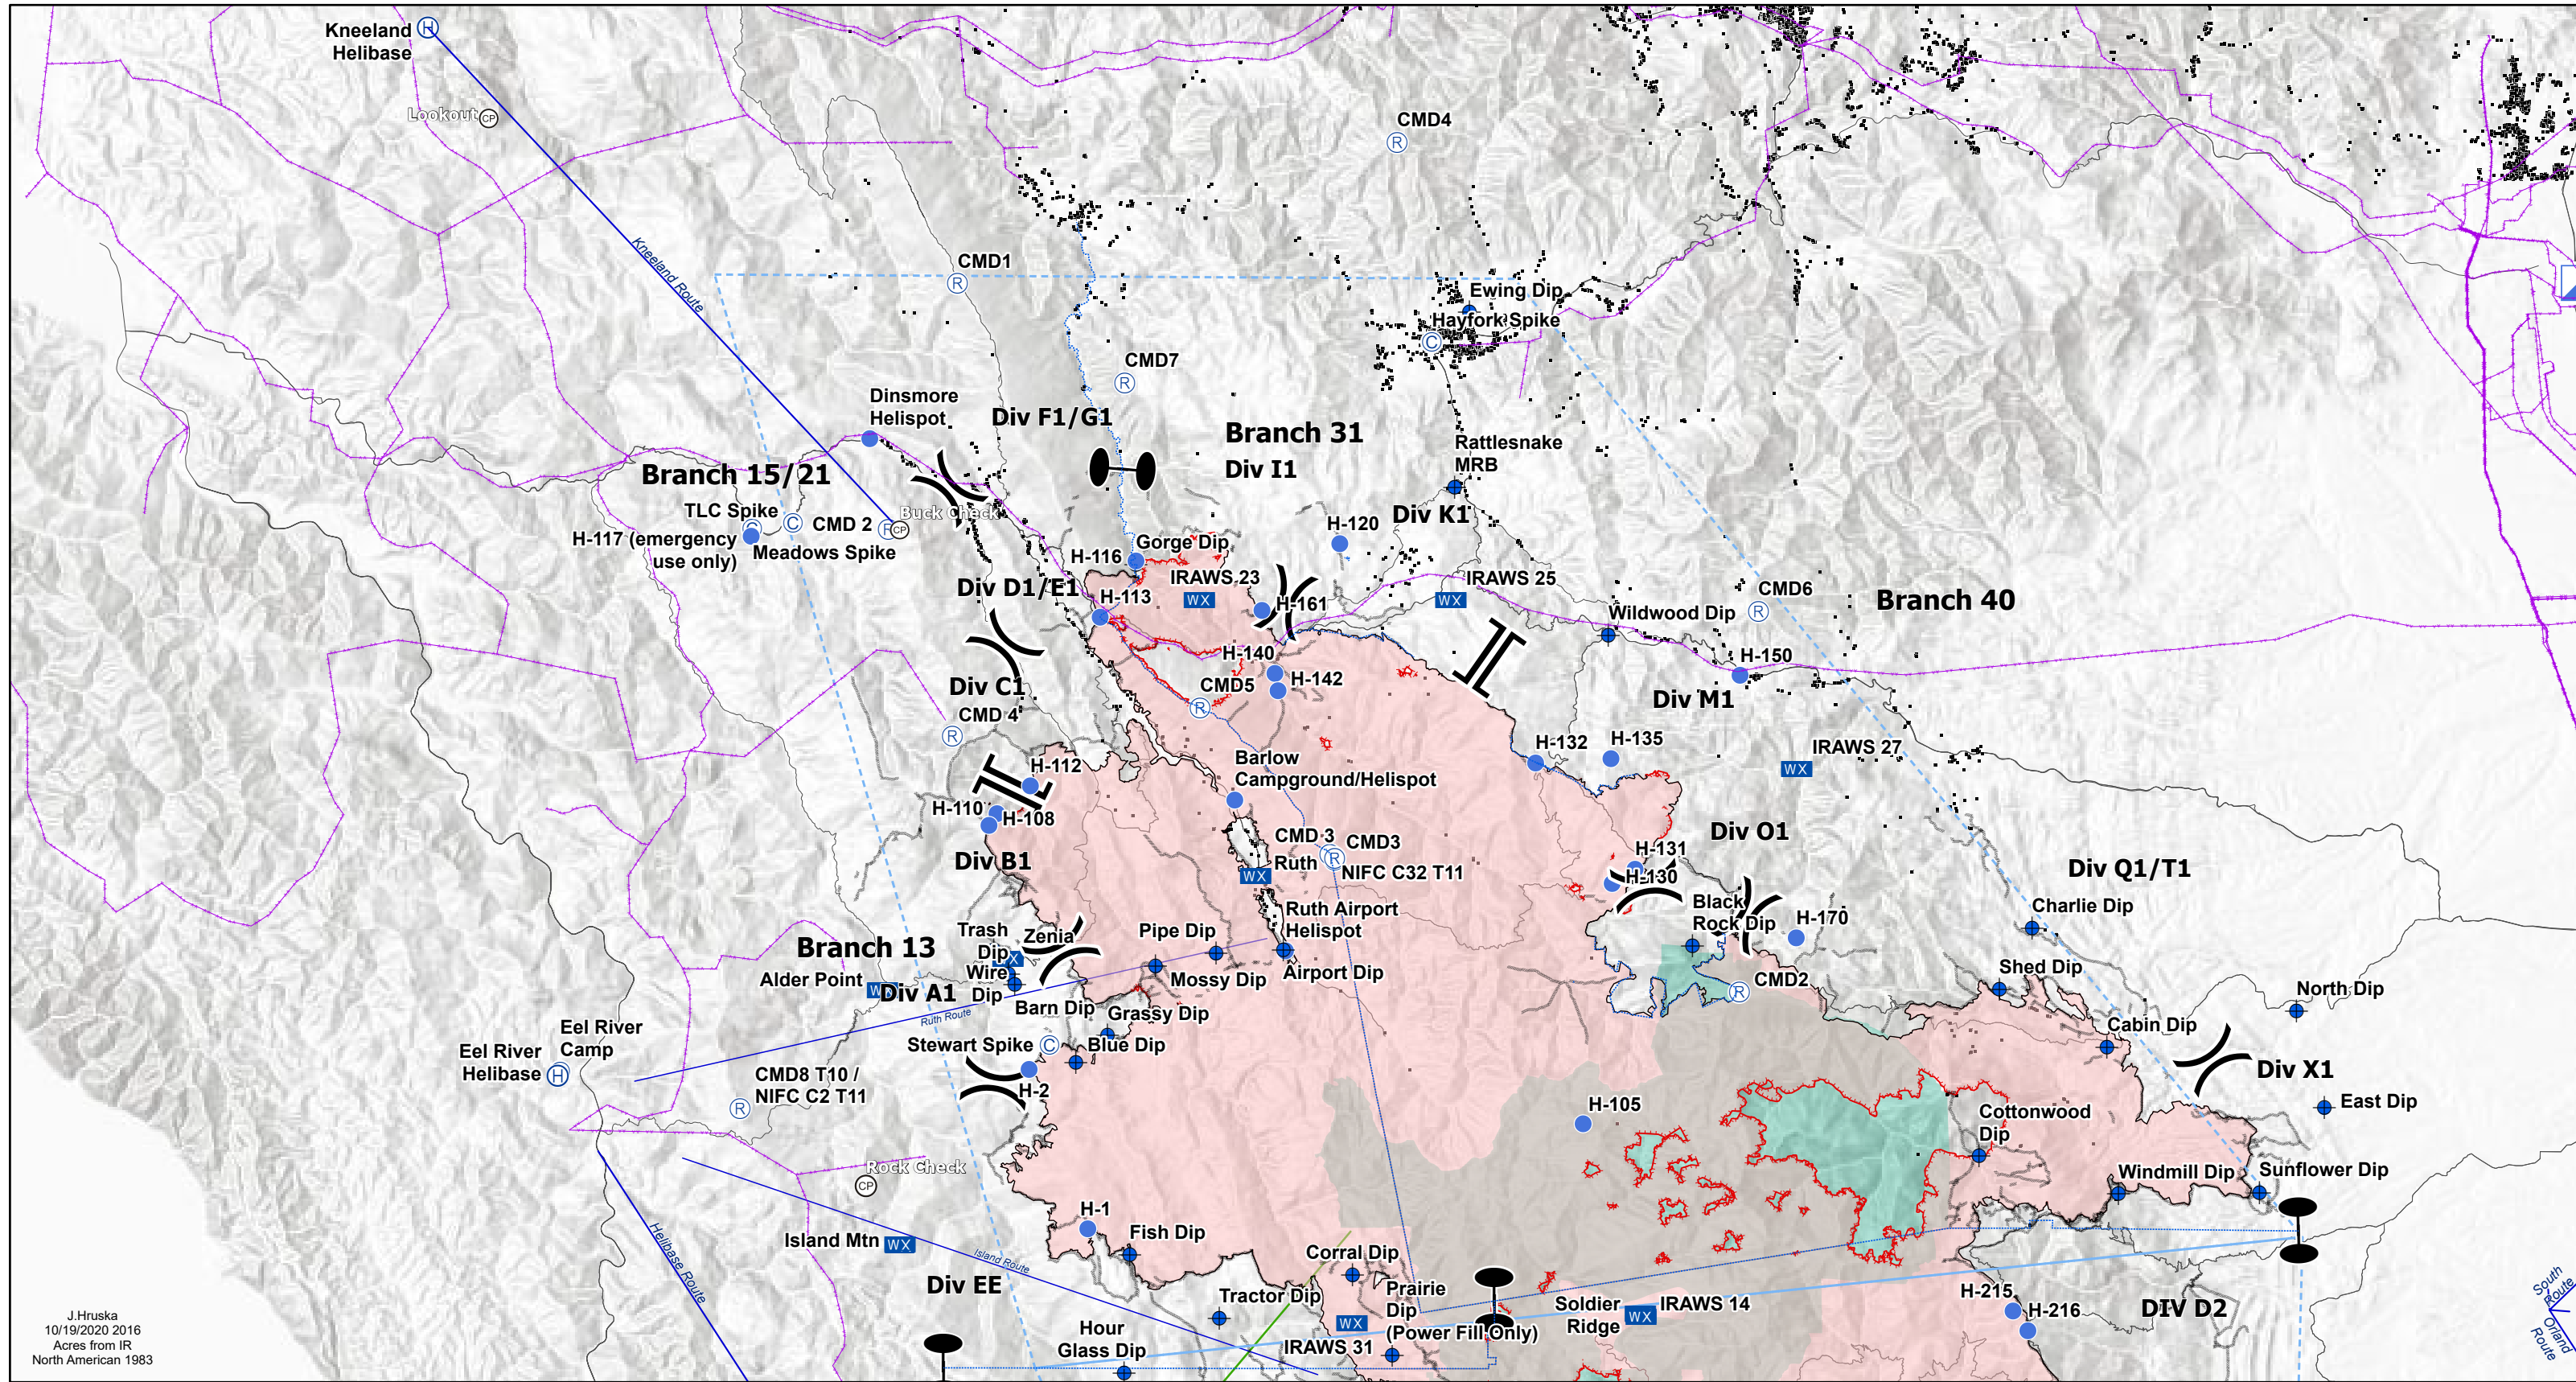 Kneeland
Helibase
H
Lookout
CP
CMD4
R
Kneeland Route
CMD1
R
Ewing Dip
Hayfork Spike
C
CMD7
R
Dinsmore
Helispot
Div F1/G1
Branch 31
Div I1
Rattlesnake
MRB
Branch 15/21
TLC Spike
C
CMD 2
CP
Buck Check
H-117 (emergency
use only)
Meadows Spike
Div K1
H-120
Gorge Dip
H-116
IRAWS 23
WX
IRAWS 25
WX
Div D1/E1
H-113
H-161
CMD6
R
Branch 40
Wildwood Dip
H-140
H-142
CMD5
R
H-150
Div M1
Div C1
CMD 4
R
H-132
H-135
IRAWS 27
WX
H-112
Barlow
Campground/Helispot
H-110
H-108
CMD 3
CMD3
R
Ruth
WX
NIFC C32 T11
Div B1
Div O1
H-131
H-130
Div Q1/T1
Charlie Dip
Black
Rock Dip
H-170
Ruth Airport
Helispot
Airport Dip
Trash
Dip
Zenia
Wire
Dip
Pipe Dip
Mossy Dip
Branch 13
Alder Point
Div A1
Ruth Route
Barn Dip
Grassy Dip
CMD2
R
Shed Dip
North Dip
Cabin Dip
Eel River
Camp
Eel River
Helibase
H
Stewart Spike
C
Blue Dip
H-2
Div X1
East Dip
CMD8 T10 /
NIFC C2 T11
R
H-105
Cottonwood
Dip
Rock Check
CP
Windmill Dip
Sunflower Dip
H-1
Fish Dip
Island Mtn
WX
Island Route
Helibase Route
Corral Dip
Div EE
Tractor Dip
Prairie
Dip
(Power Fill Only)
WX
IRAWS 31
Soldier
Ridge
WX
IRAWS 14
H-215
H-216
DIV D2
South
Route
Orland
Route
Hour
Glass Dip
J.Hruska
10/19/2020 2016
Acres from IR
North American 1983